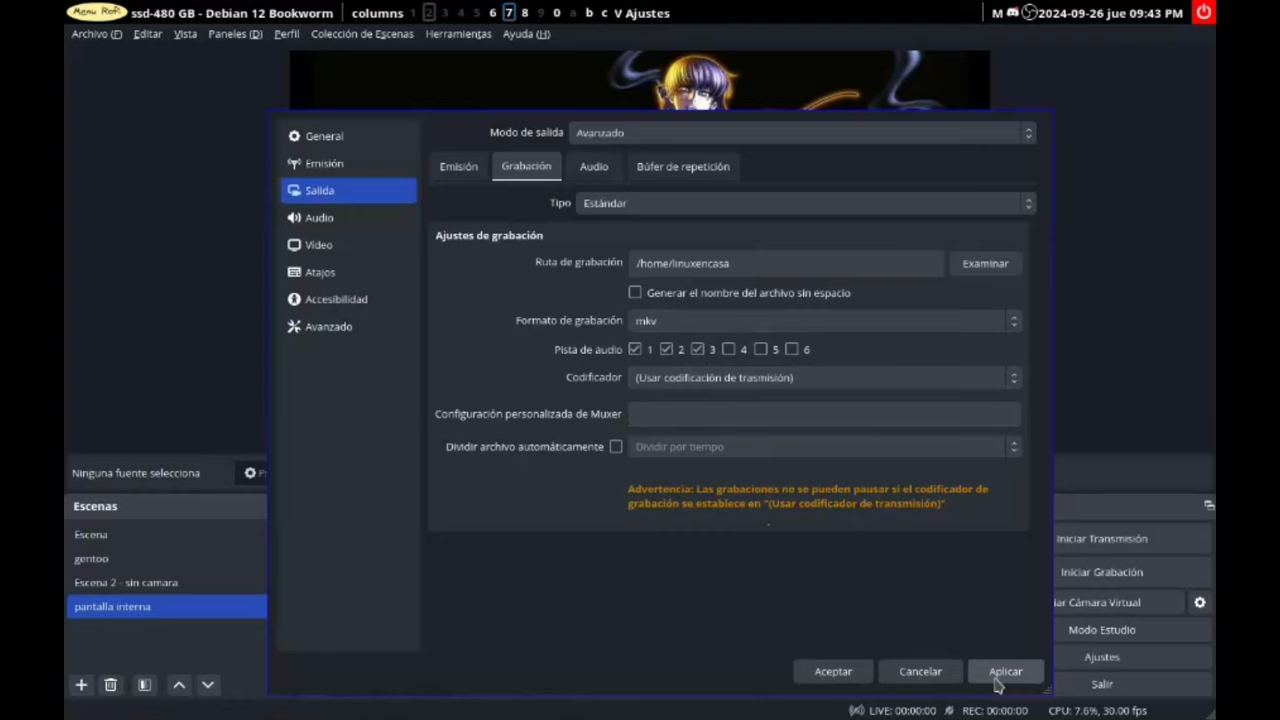 Menu Rofi ssd-480 GB - Debian 12 Bookworm columns 1 2 3 4 5 6 7 8 9 0 a b c V Ajustes M 2024-09-26 jue 09:43 PM
Archivo (F) Editar Vista Paneles (D) Perfil Colección de Escenas Herramientas Ayuda (H)
General
Emisión
Salida
Audio
Vídeo
Atajos
Accesibilidad
Avanzado
Modo de salida Avanzado
Emisión Grabación Audio Búfer de repetición
Tipo Estándar
Ajustes de grabación
Ruta de grabación /home/linuxencasa Examinar
Generar el nombre del archivo sin espacio
Formato de grabación mkv
Pista de audio 1 2 3 4 5 6
Codificador (Usar codificación de trasmisión)
Configuración personalizada de Muxer
Dividir archivo automáticamente Dividir por tiempo
Advertencia: Las grabaciones no se pueden pausar si el codificador de
grabación se establece en "(Usar codificador de transmisión)"
Aceptar Cancelar Aplicar
Ninguna fuente selecciona
Escenas
Escena
gentoo
Escena 2 - sin camara
pantalla interna
Iniciar Transmisión
Iniciar Grabación
iar Cámara Virtual
Modo Estudio
Ajustes
Salir
LIVE: 00:00:00 REC: 00:00:00 CPU: 7.6%, 30.00 fps